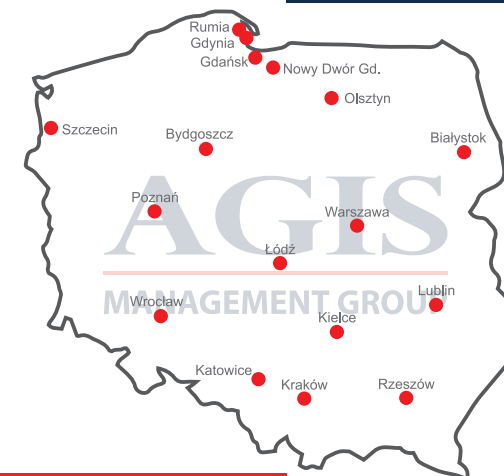 Rumia
Gdynia
Gdańsk
Nowy Dwór Gd.
Olsztyn
Szczecin
Bydgoszcz
Białystok
Poznań
AGIS
Warszawa
Łódź
MANAGEMENT GROUP
Lublin
Wrocław
Kielce
Katowice
Kraków
Rzeszów